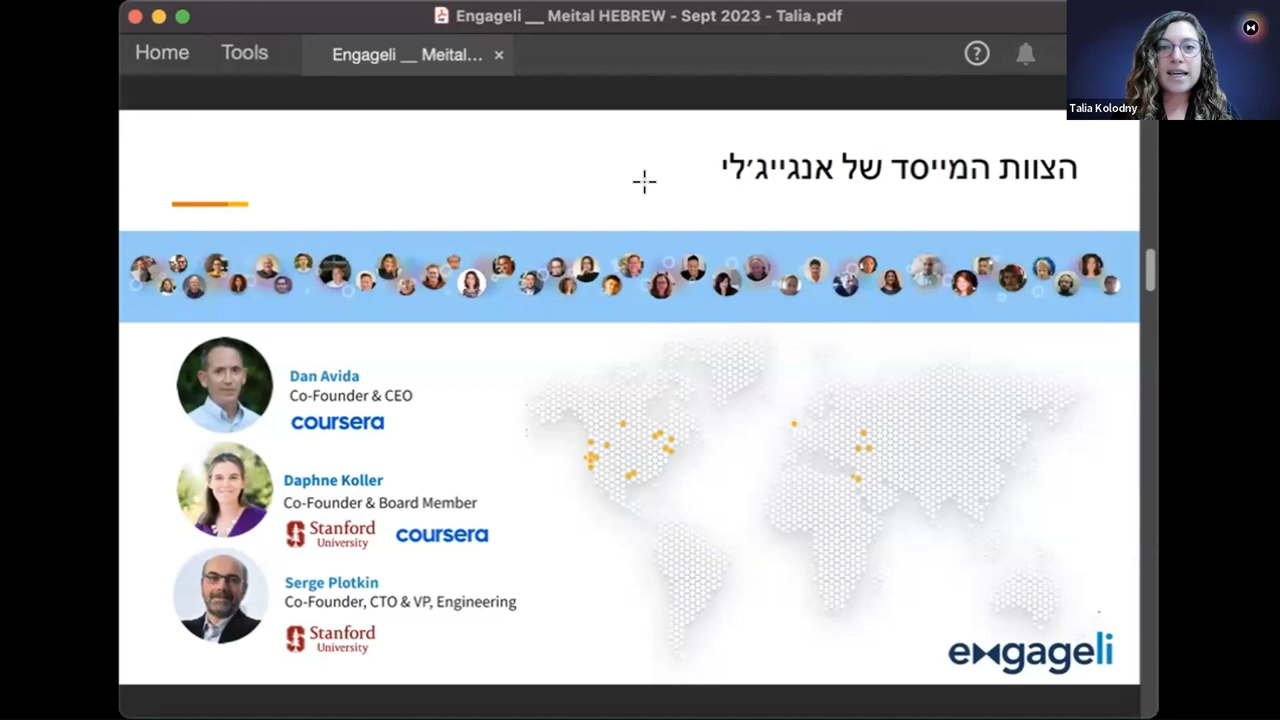 Engageli __ Meital HEBREW - Sept 2023 - Talia.pdf
Home
Tools
Engageli __ Meital... ×
Talia Kolodny
הצוות המייסד של אנגייג׳לי
Dan Avida
Co-Founder & CEO
coursera
Daphne Koller
Co-Founder & Board Member
Stanford
University
coursera
Serge Plotkin
Co-Founder, CTO & VP, Engineering
Stanford
University
engageli